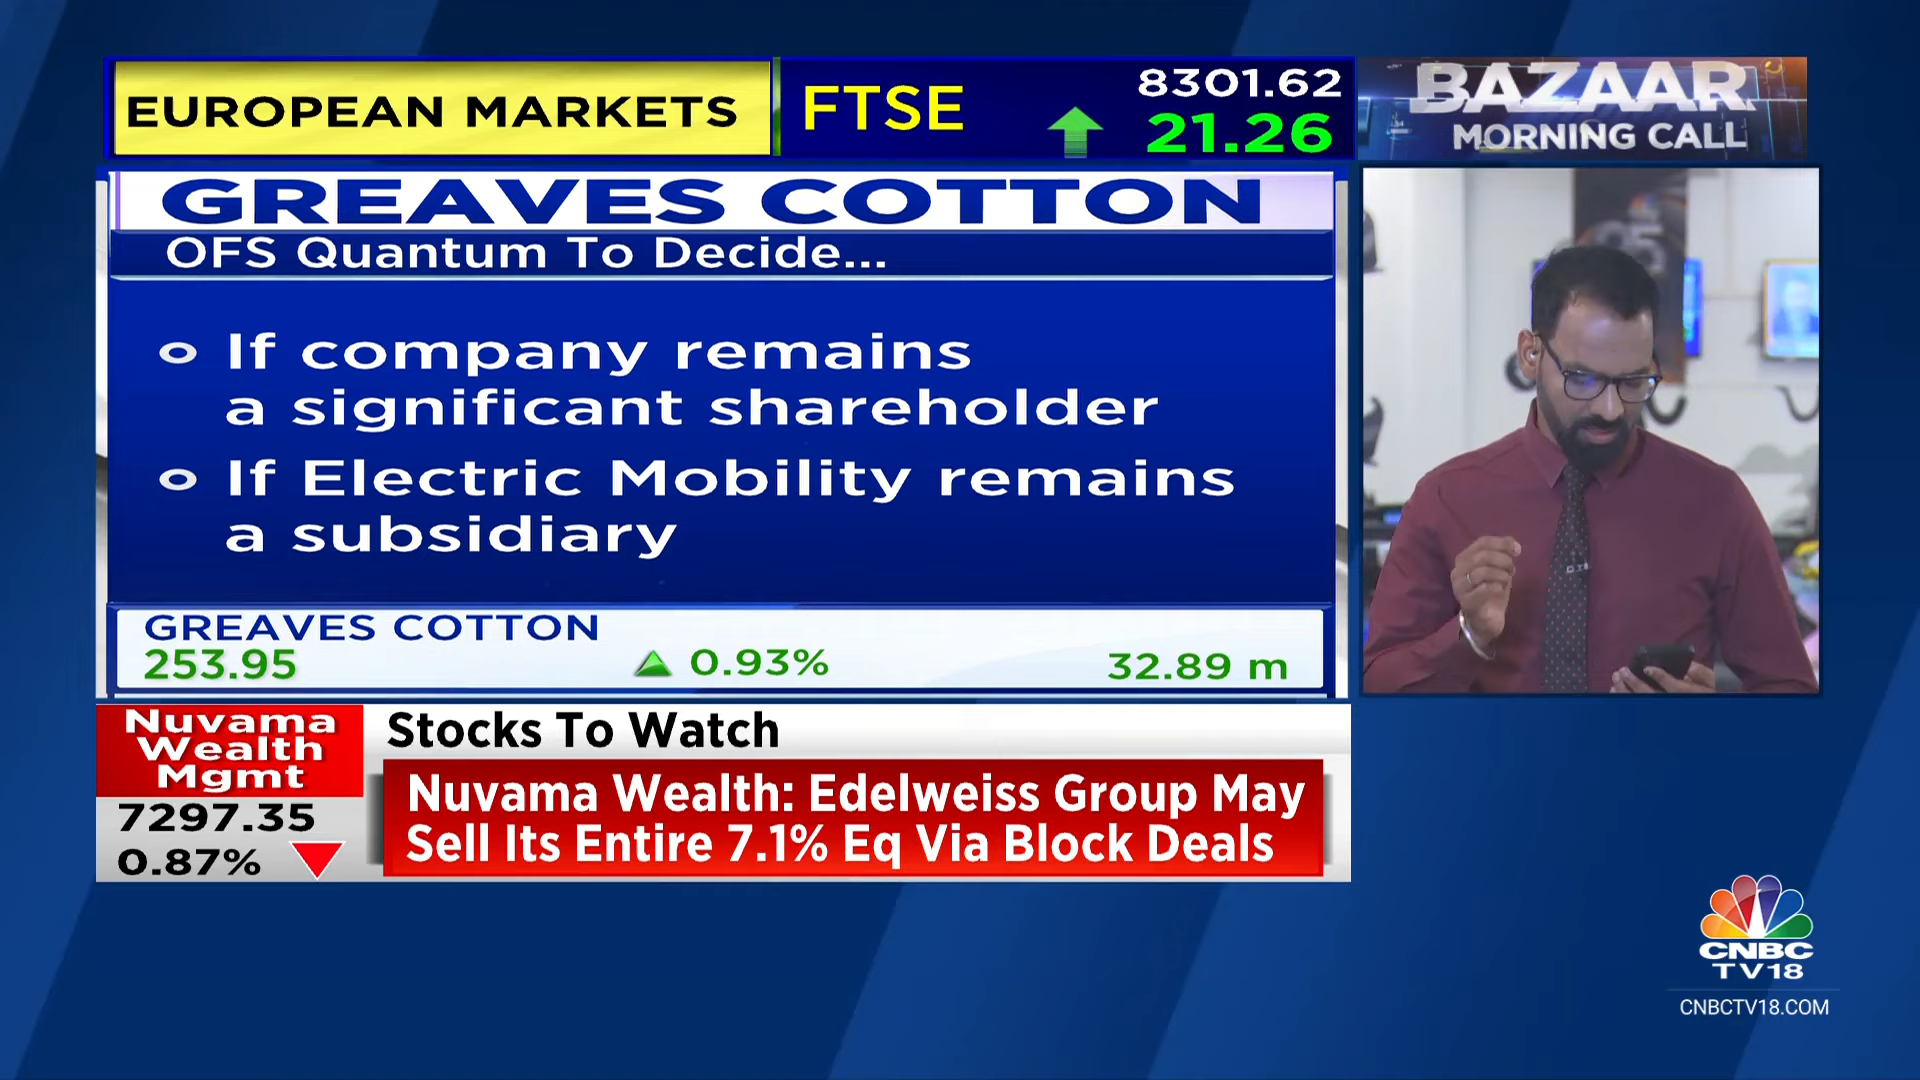 EUROPEAN MARKETS
FTSE
8301.62
21.26
BAZAAR
MORNING CALL
GREAVES COTTON
OFS Quantum To Decide...
If company remains
a significant shareholder
If Electric Mobility remains
a subsidiary
GREAVES COTTON
253.95
0.93%
32.89 m
Nuvama
Wealth
Mgmt
7297.35
0.87%
Stocks To Watch
Nuvama Wealth: Edelweiss Group May
Sell Its Entire 7.1% Eq Via Block Deals
CNBC
TV18
CNBCTV18.COM